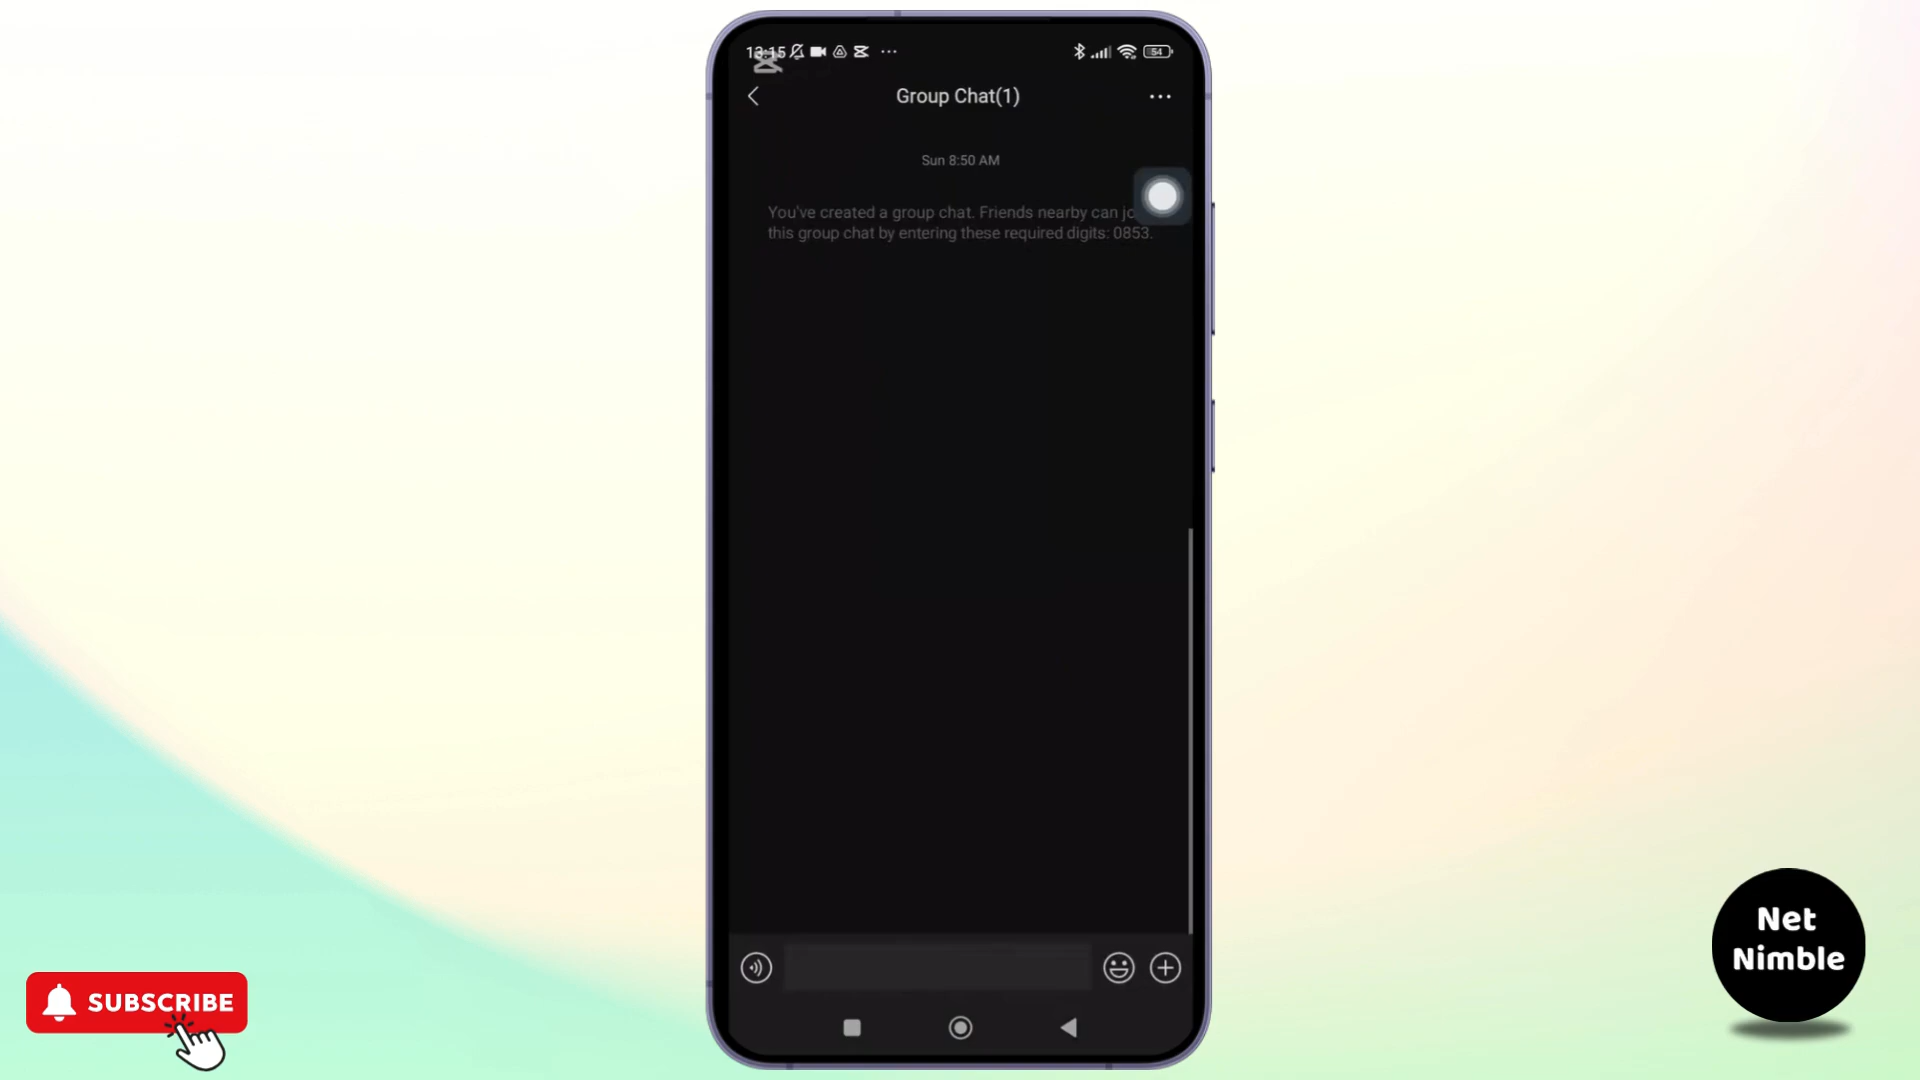 13:15
54
Group Chat(1)
Sun 8:50 AM
You've created a group chat. Friends nearby can jo
this group chat by entering these required digits: 0853.
SUBSCRIBE
Net
Nimble